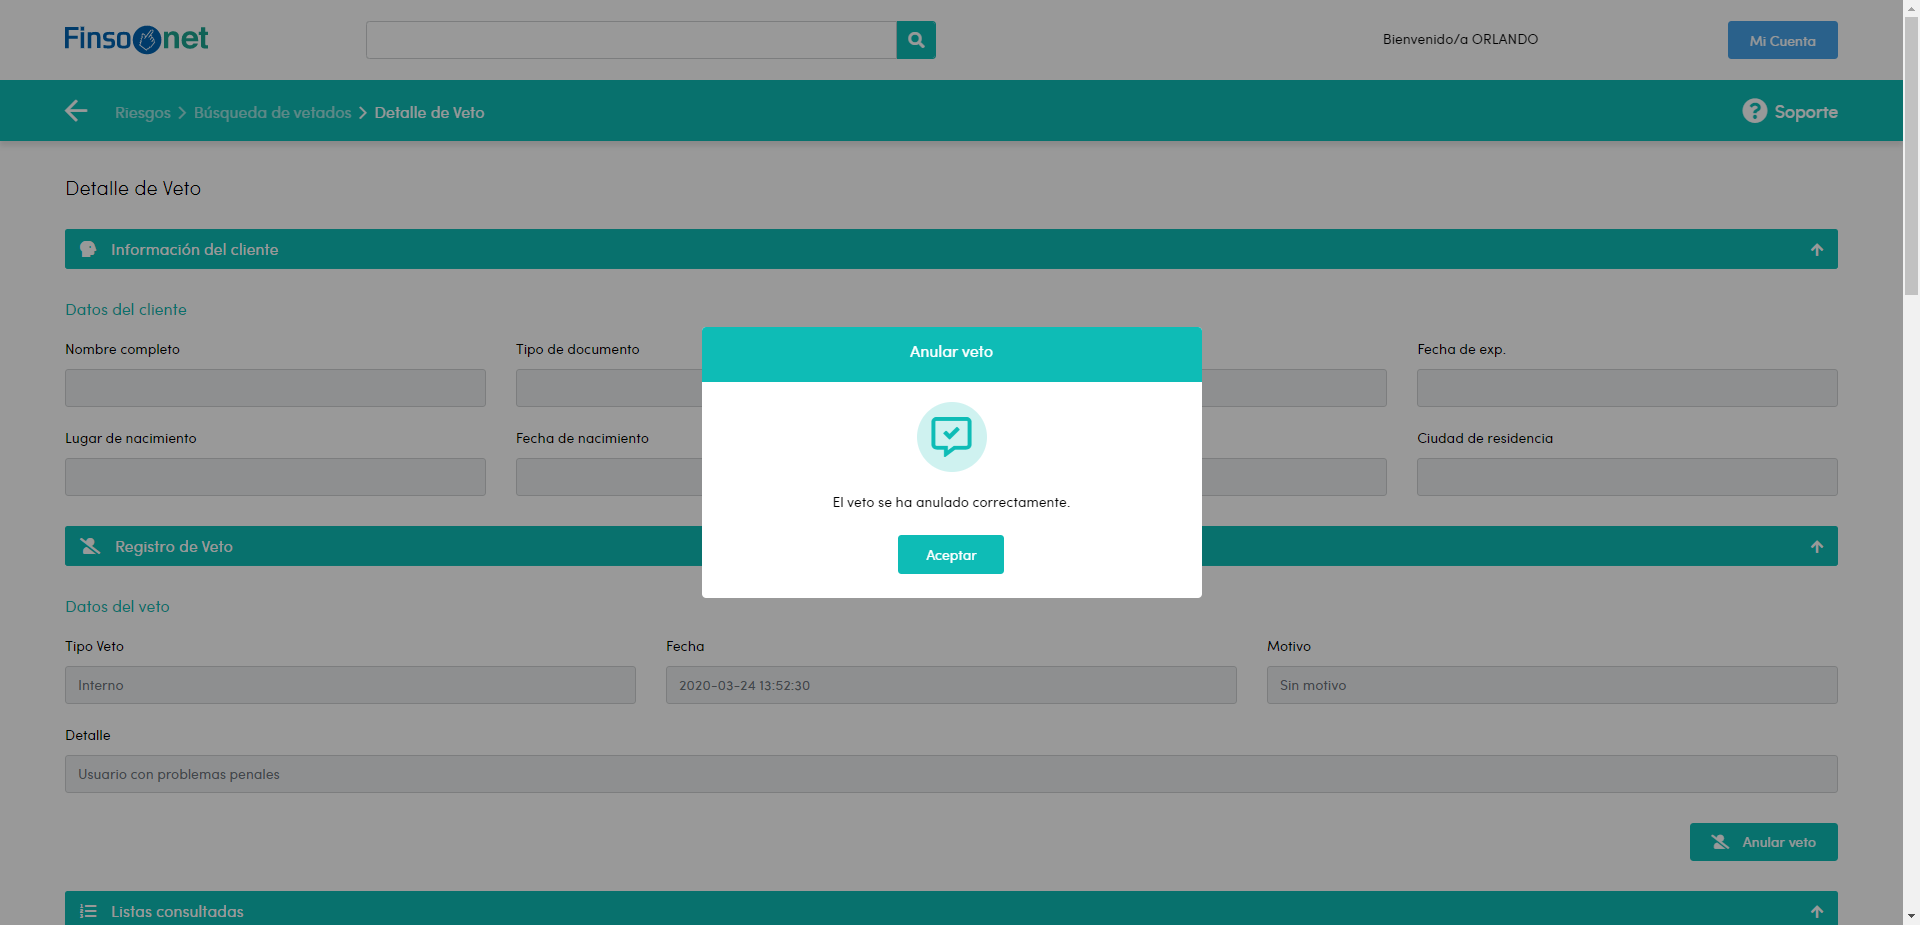 Finsonet
Bienvenido/a ORLANDO
Mi Cuenta
Riesgos > Búsqueda de vetados > Detalle de Veto
Soporte
Detalle de Veto
Información del cliente
Datos del cliente
Nombre completo
Tipo de documento
Fecha de exp.
Lugar de nacimiento
Fecha de nacimiento
Ciudad de residencia
Anular veto
El veto se ha anulado correctamente.
Aceptar
Registro de Veto
Datos del veto
Tipo Veto
Fecha
Motivo
Interno
2020-03-24 13:52:30
Sin motivo
Detalle
Usuario con problemas penales
Anular veto
Listas consultadas